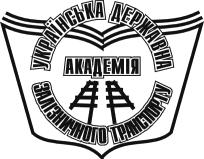 УКРАЇНСЬКА ДЕРЖАВНА
АКАДЕМІЯ
ЗАЛІЗНИЧНОГО ТРАНСПОРТУ